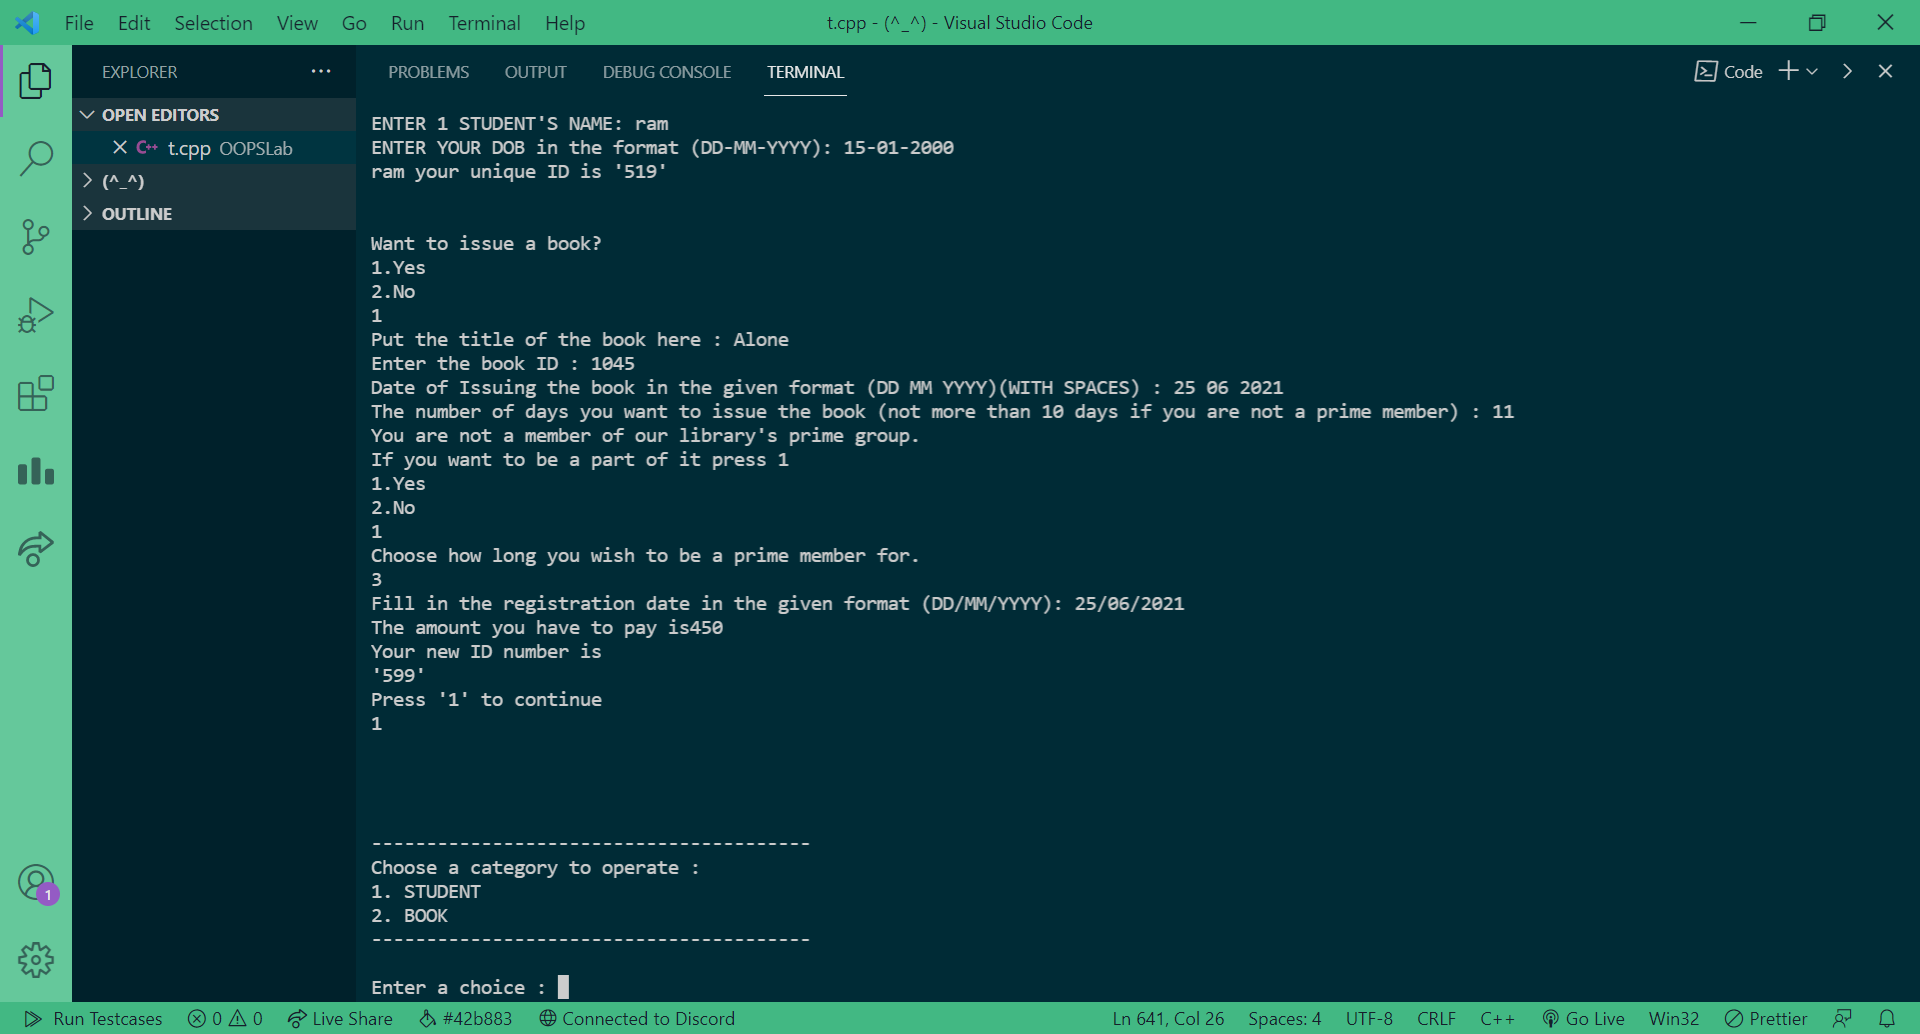 File Edit Selection View Go Run Terminal Help t.cpp - (^_^) - Visual Studio Code
EXPLORER ···
OPEN EDITORS
C++ t.cpp OOPSLab
(^_^)
OUTLINE
1
PROBLEMS OUTPUT DEBUG CONSOLE TERMINAL Code
ENTER 1 STUDENT'S NAME: ram
ENTER YOUR DOB in the format (DD-MM-YYYY): 15-01-2000
ram your unique ID is '519'
Want to issue a book?
1.Yes
2.No
1
Put the title of the book here : Alone
Enter the book ID : 1045
Date of Issuing the book in the given format (DD MM YYYY)(WITH SPACES) : 25 06 2021
The number of days you want to issue the book (not more than 10 days if you are not a prime member) : 11
You are not a member of our library's prime group.
If you want to be a part of it press 1
1.Yes
2.No
1
Choose how long you wish to be a prime member for.
3
Fill in the registration date in the given format (DD/MM/YYYY): 25/06/2021
The amount you have to pay is450
Your new ID number is
'599'
Press '1' to continue
1
----------------------------------------
Choose a category to operate :
1. STUDENT
2. BOOK
----------------------------------------
Enter a choice :
Run Testcases 0 0 Live Share #42b883 Connected to Discord Ln 641, Col 26 Spaces: 4 UTF-8 CRLF C++ Go Live Win32 Prettier